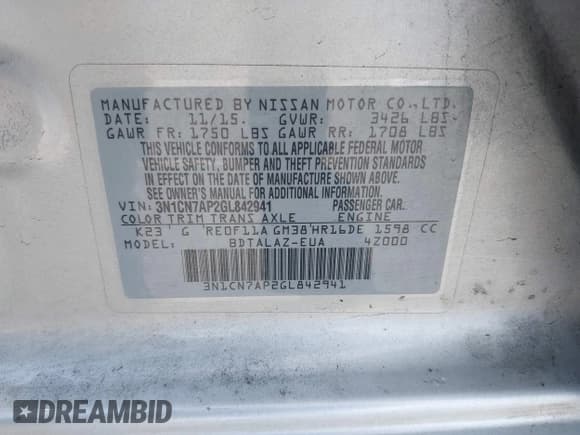 MANUFACTURED BY NISSAN MOTOR CO., LTD.
DATE: 11/15. GVWR: 3426 LBS
GAWR FR: 1750 LBS GAWR RR: 1708 LBS
THIS VEHICLE CONFORMS TO ALL APPLICABLE FEDERAL MOTOR
VEHICLE SAFETY, BUMPER AND THEFT PREVENTION STANDARDS
IN EFFECT ON THE DATE OF MANUFACTURE SHOWN ABOVE.
SEE OWNER'S MANUAL FOR ADDITIONAL INFORMATION.
VIN: 3N1CN7AP2GL842941 PASSENGER CAR.
COLOR TRIM TRANS AXLE ENGINE
K23 G RE0F11A GM38 HR16DE 1598 CC
MODEL: BDTALAZ-EUA 4Z000
3N1CN7AP2GL842941
DREAMBID